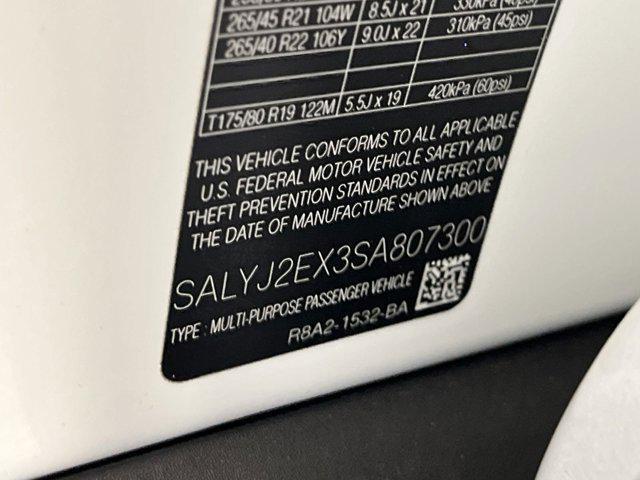 265/45 R21 104W 8.5J x 21
265/40 R22 106Y 9.0J x 22 310kPa (45psi)
T175/80 R19 122M 5.5J x 19 420kPa (60psi)
THIS VEHICLE CONFORMS TO ALL APPLICABLE
U.S. FEDERAL MOTOR VEHICLE SAFETY AND
THEFT PREVENTION STANDARDS IN EFFECT ON
THE DATE OF MANUFACTURE SHOWN ABOVE
SALYJ2EX3SA807300
TYPE : MULTI-PURPOSE PASSENGER VEHICLE
R8A2-1532-BA